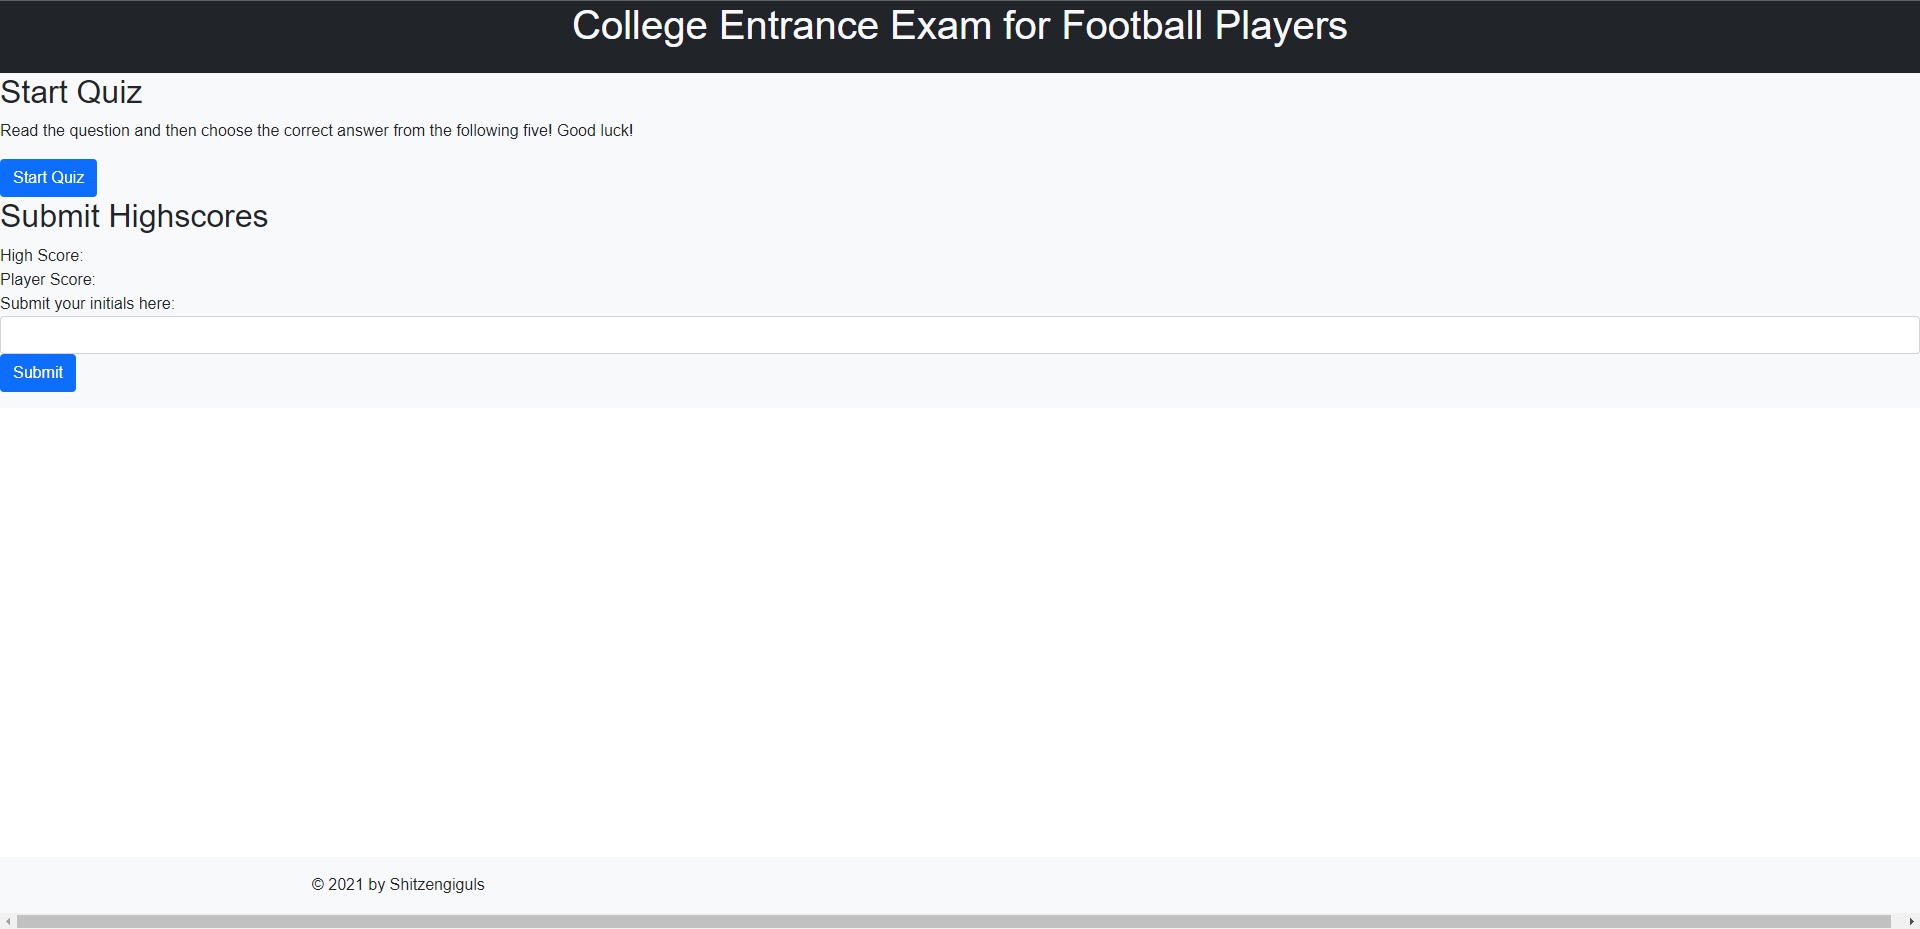 College Entrance Exam for Football Players
Start Quiz
Read the question and then choose the correct answer from the following five! Good luck!
Start Quiz
Submit Highscores
High Score:
Player Score:
Submit your initials here:
Submit
© 2021 by Shitzengiguls